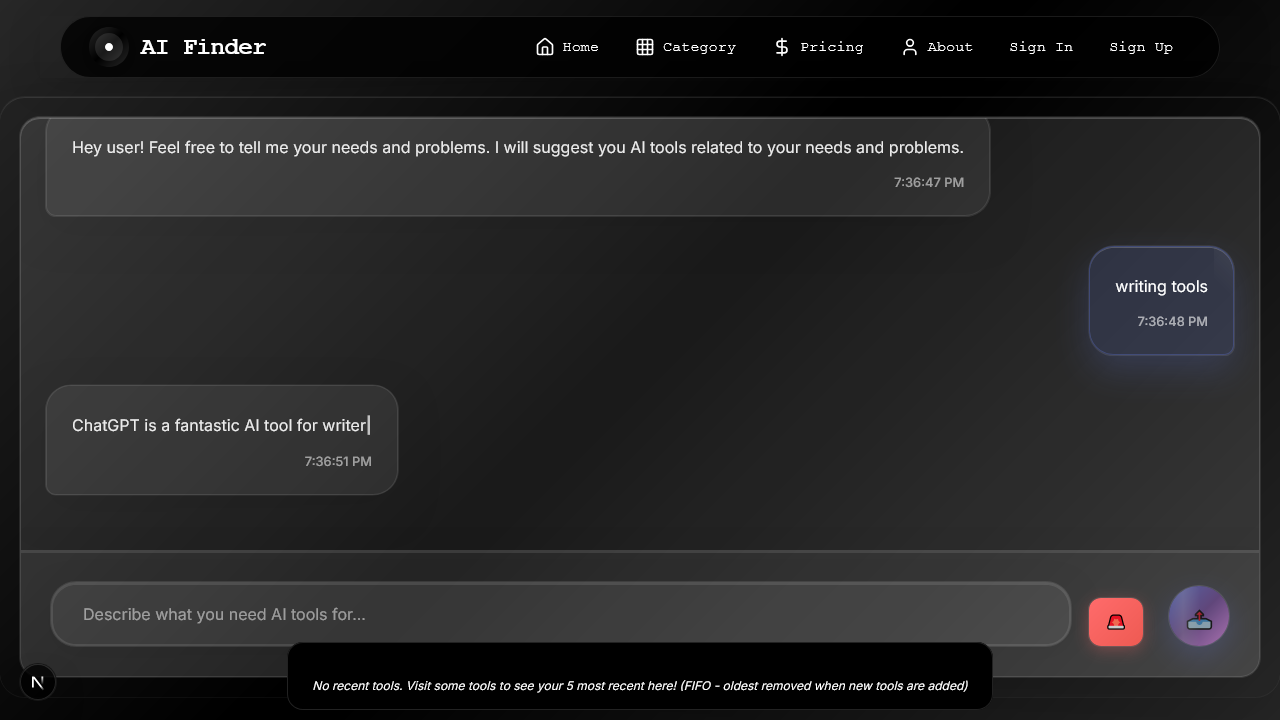 AI Finder
Home
Category
Pricing
About
Sign In
Sign Up
Hey user! Feel free to tell me your needs and problems. I will suggest you AI tools related to your needs and problems.
7:36:47 PM
writing tools
7:36:48 PM
ChatGPT is a fantastic AI tool for writer
7:36:51 PM
Describe what you need AI tools for...
N
No recent tools. Visit some tools to see your 5 most recent here! (FIFO - oldest removed when new tools are added)